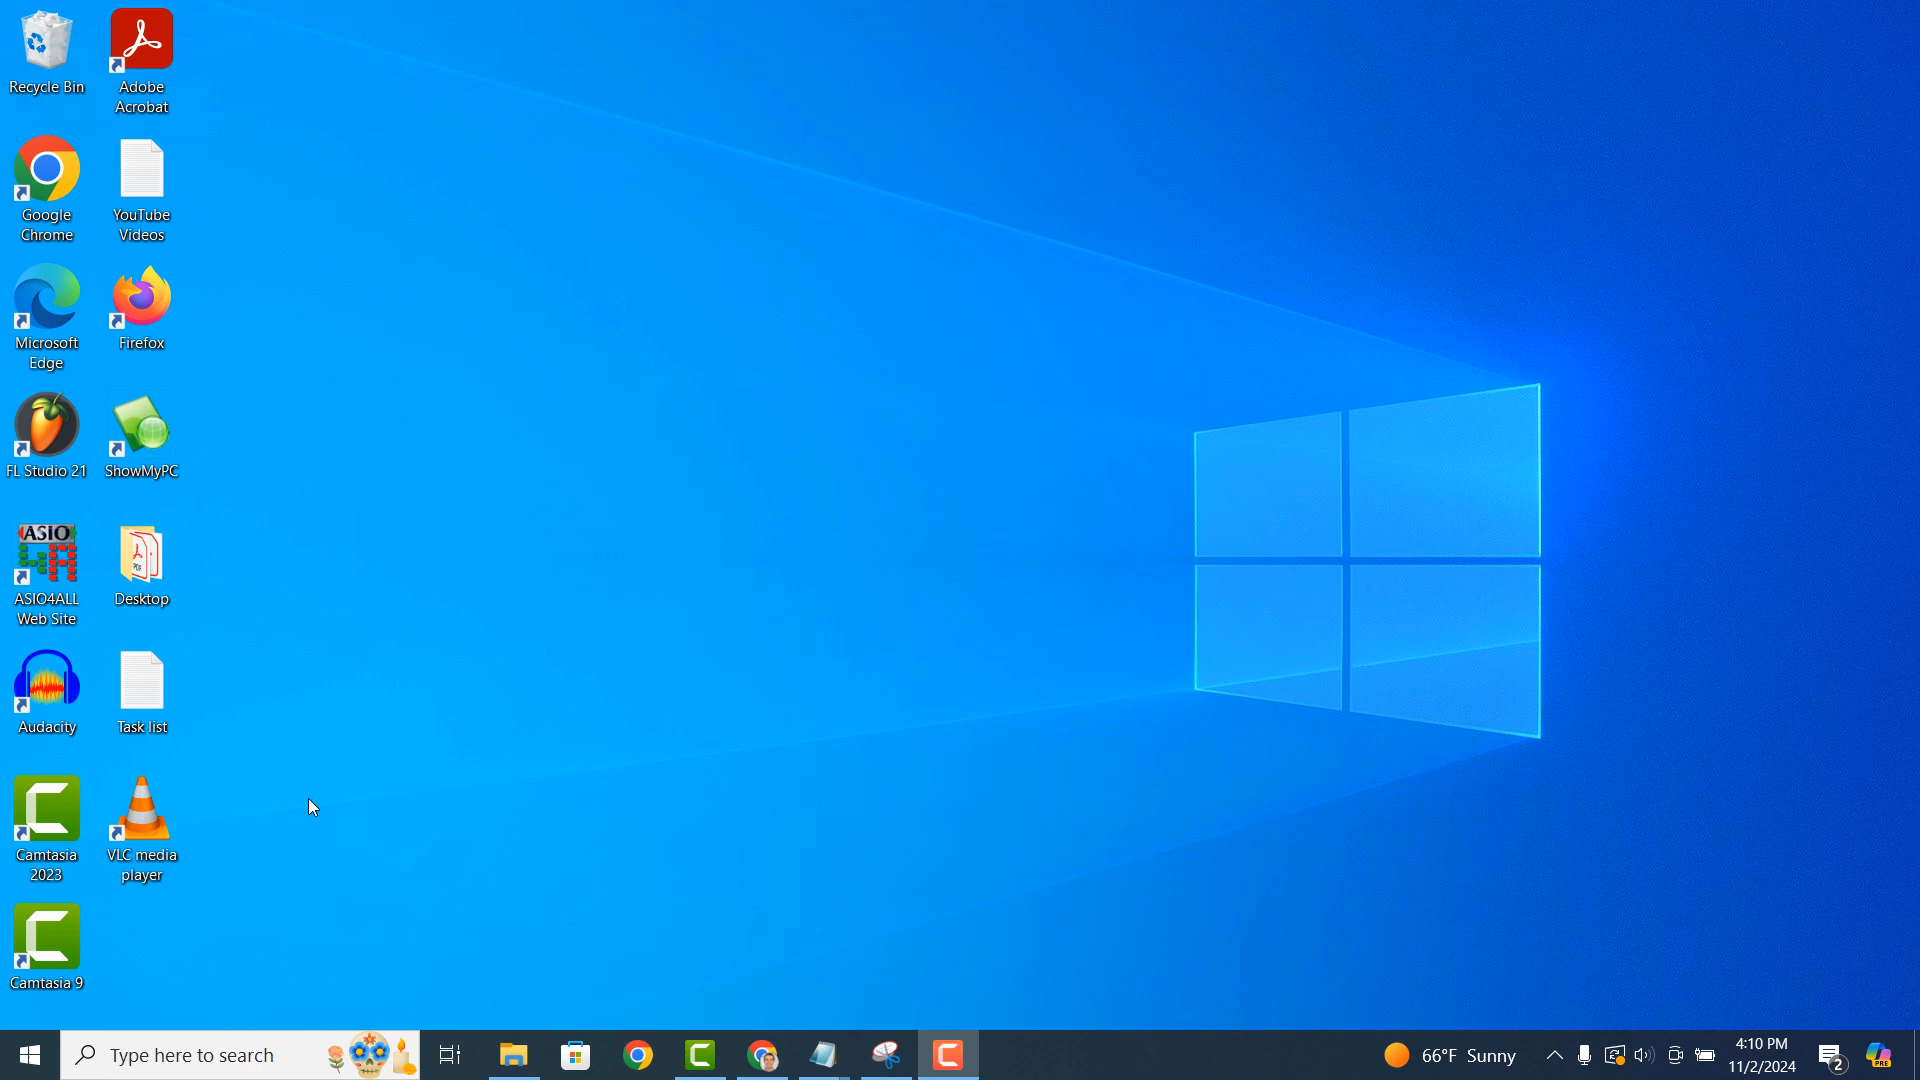 Recycle Bin
Adobe
Acrobat
Google
Chrome
YouTube
Videos
Microsoft
Edge
Firefox
FL Studio 21
ShowMyPC
ASIO
ASIO4ALL
Web Site
PDF
Desktop
Audacity
Task list
Camtasia
2023
VLC media
player
Camtasia 9
Type here to search
66°F Sunny
4:10 PM
11/2/2024
2
PRE